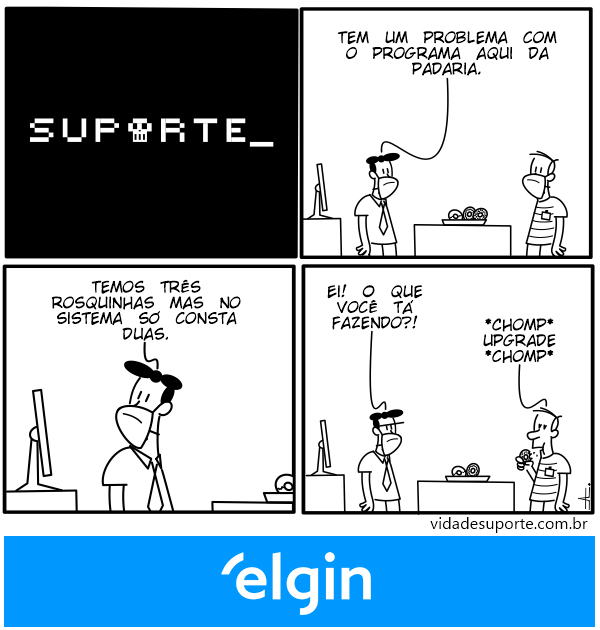 SUPORTE_
TEM UM PROBLEMA COM
O PROGRAMA AQUI DA
PADARIA.
TEMOS TRÊS
ROSQUINHAS MAS NO
SISTEMA SÓ CONSTA
DUAS.
EI! O QUE
VOCÊ TÁ
FAZENDO?!
*CHOMP*
UPGRADE
*CHOMP*
vidadesuporte.com.br
elgin